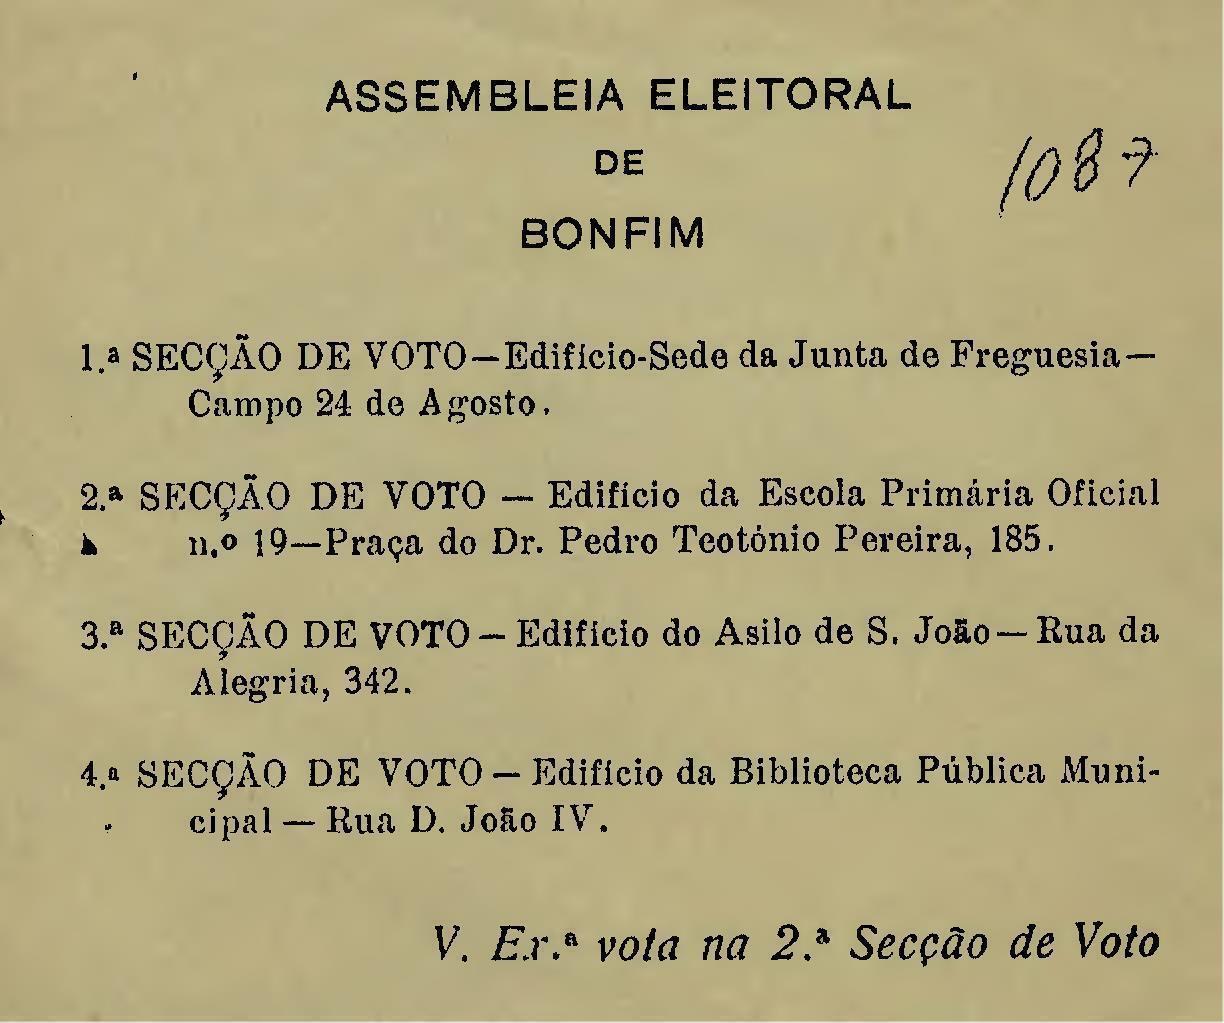 ASSEMBLEIA ELEITORAL
DE
1087
BONFIM
1.ª SECÇÃO DE VOTO—Edifício-Sede da Junta de Freguesia—
Campo 24 de Agosto.
2.ª SECÇÃO DE VOTO — Edifício da Escola Primária Oficial
n.º 19—Praça do Dr. Pedro Teotónio Pereira, 185.
3.ª SECÇÃO DE VOTO — Edifício do Asilo de S. João — Rua da
Alegria, 342.
4.ª SECÇÃO DE VOTO — Edifício da Biblioteca Pública Muni-
cipal — Rua D. João IV.
V. Ex.ª vota na 2.ª Secção de Voto